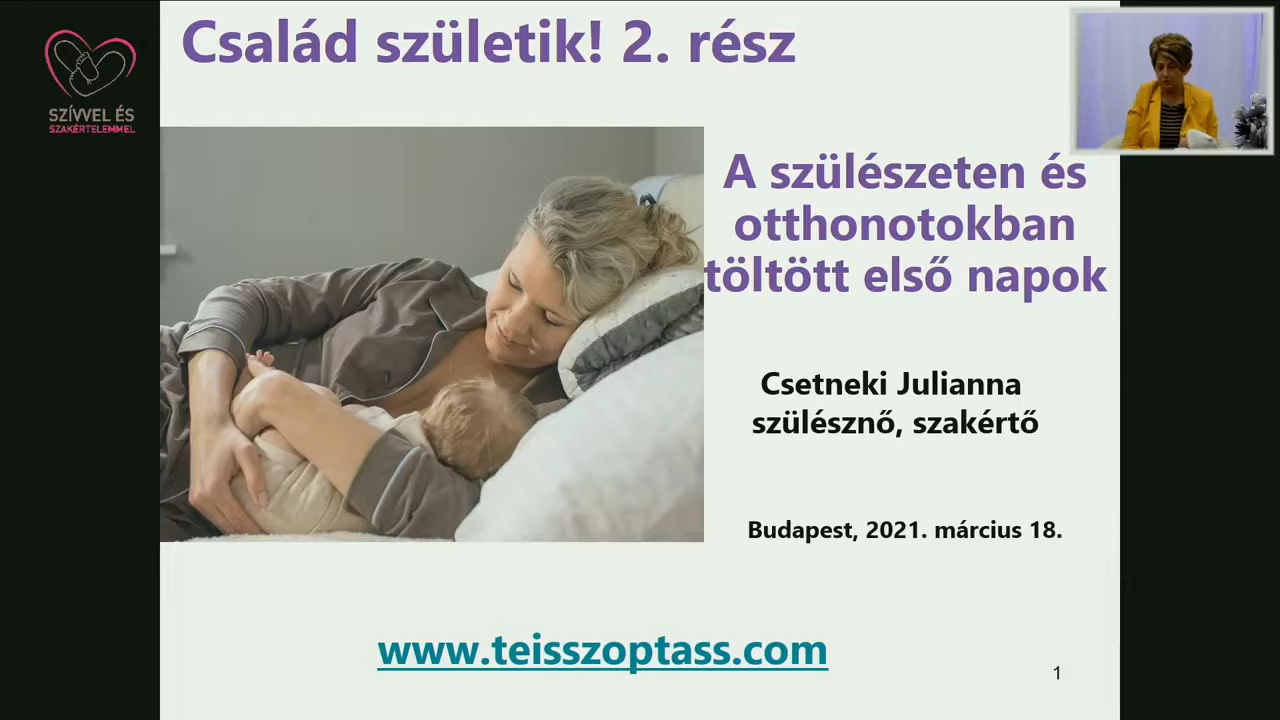 Család születik! 2. rész
SZÍVVEL ÉS
SZAKÉRTELEMMEL
A szülészeten és
otthonotokban
töltött első napok
Csetneki Julianna
szülésznő, szakértő
Budapest, 2021. március 18.
www.teisszoptass.com
1